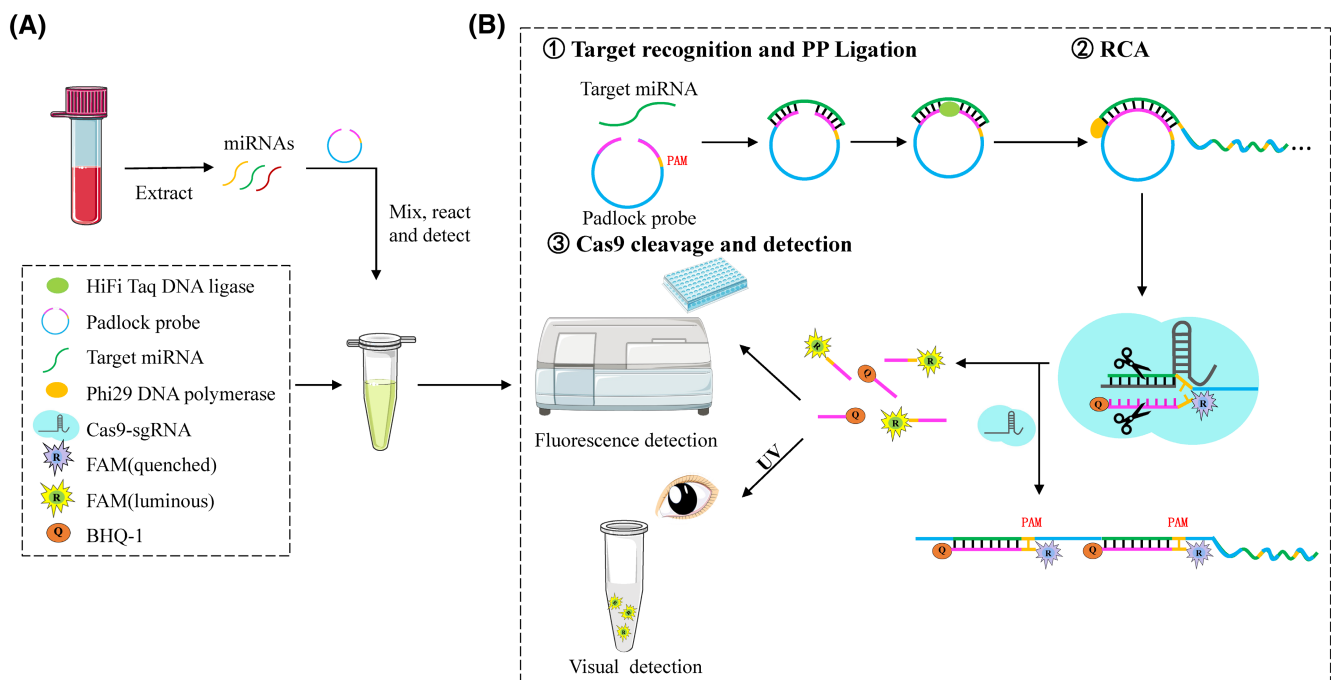 (A)
miRNAs
Extract
Mix, react
and detect
HiFi Taq DNA ligase
Padlock probe
Target miRNA
Phi29 DNA polymerase
Cas9-sgRNA
R
FAM(quenched)
R
FAM(luminous)
Q
BHQ-1
(B)
① Target recognition and PP Ligation
② RCA
Target miRNA
PAM
Padlock probe
...
③ Cas9 cleavage and detection
R
R
Q
Q
R
Q
R
Fluorescence detection
UV
PAM
PAM
Q
R
Q
R
R
R
R
Visual detection